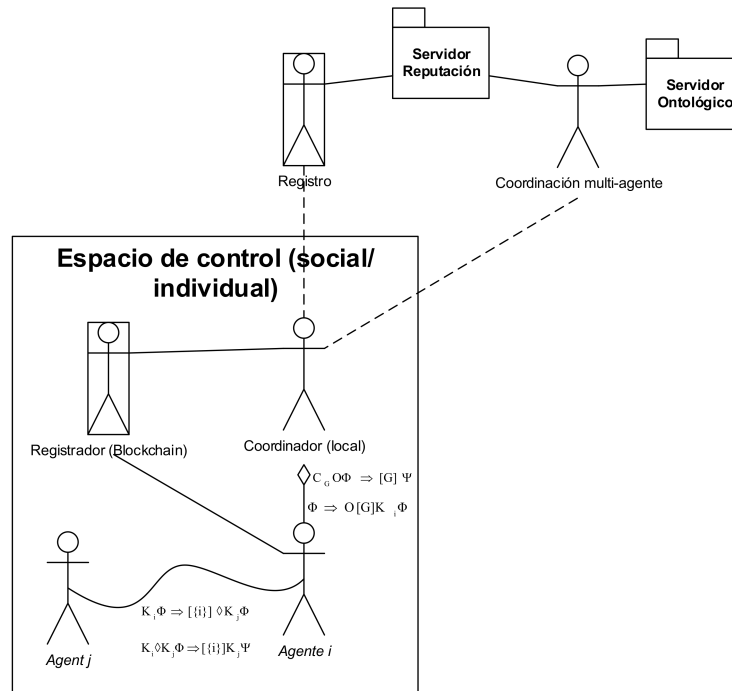 Servidor
Reputación
Servidor
Ontológico
Registro
Coordinación multi-agente
Espacio de control (social/
individual)
Registrador (Blockchain)
Coordinador (local)
C_G OΦ ⇒ [G] Ψ
Φ ⇒ O[G]K_iΦ
K_iΦ ⇒ [{i}] ◊K_jΦ
K_i◊K_jΦ⇒[{i}]K_jΨ
Agent j
Agente i